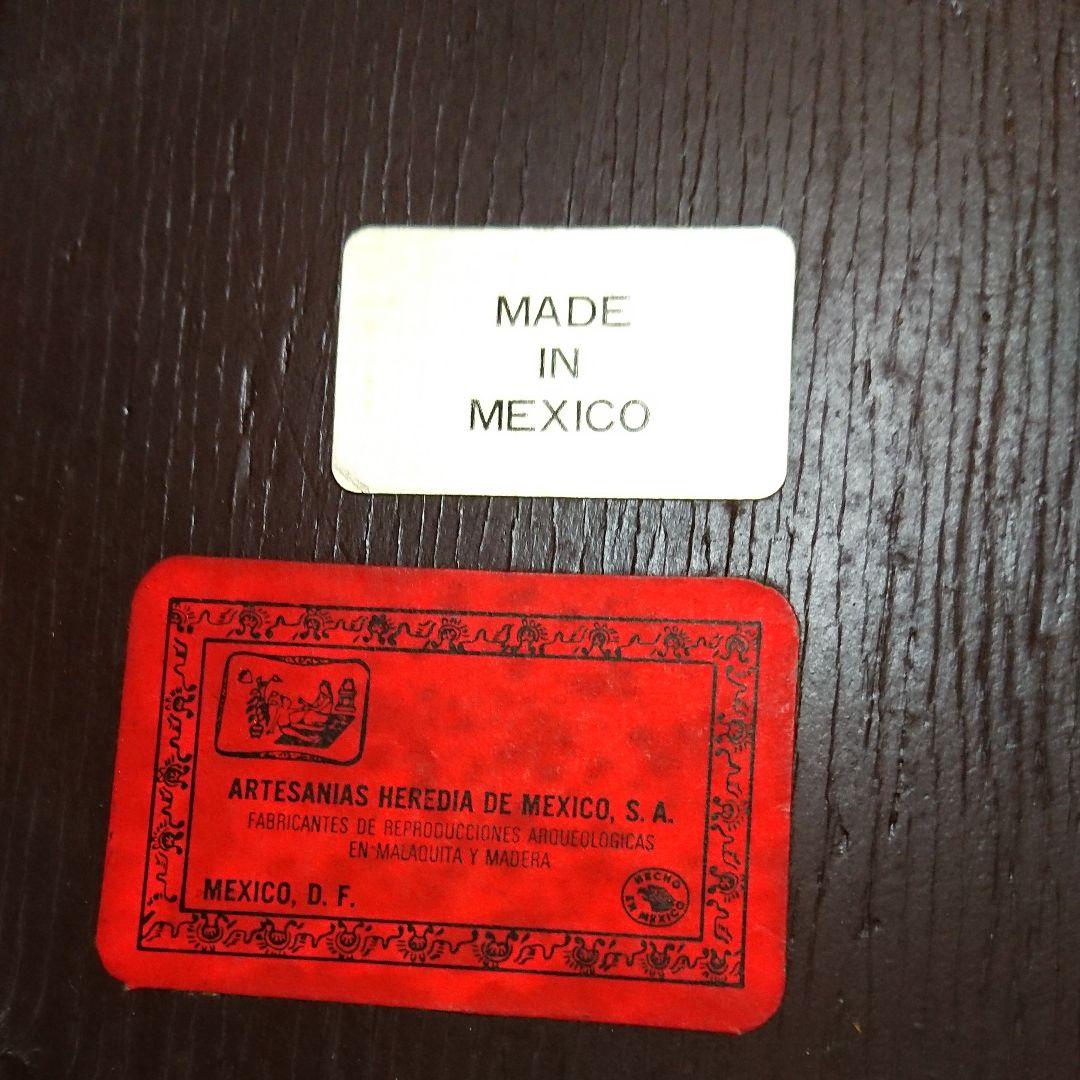 MADE
IN
MEXICO
ARTESANIAS HEREDIA DE MEXICO, S. A.
FABRICANTES DE REPRODUCCIONES ARQUEOLOGICAS
EN MALAQUITA Y MADERA
MEXICO, D. F.
HECHO
EN MEXICO